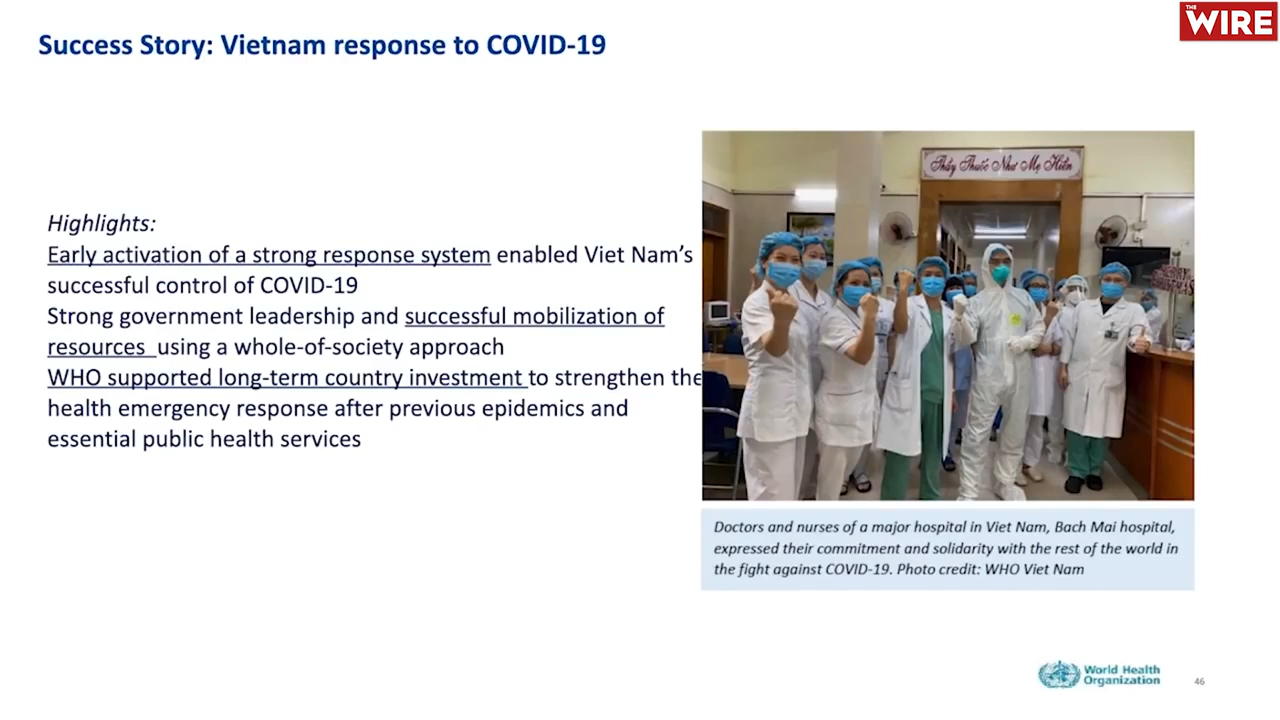 Success Story: Vietnam response to COVID-19
THE
WIRE
Highlights:
Early activation of a strong response system enabled Viet Nam’s
successful control of COVID-19
Strong government leadership and successful mobilization of
resources using a whole-of-society approach
WHO supported long-term country investment to strengthen the
health emergency response after previous epidemics and
essential public health services
Thầy Thuốc Như Mẹ Hiền
Doctors and nurses of a major hospital in Viet Nam, Bach Mai hospital,
expressed their commitment and solidarity with the rest of the world in
the fight against COVID-19. Photo credit: WHO Viet Nam
World Health
Organization
46